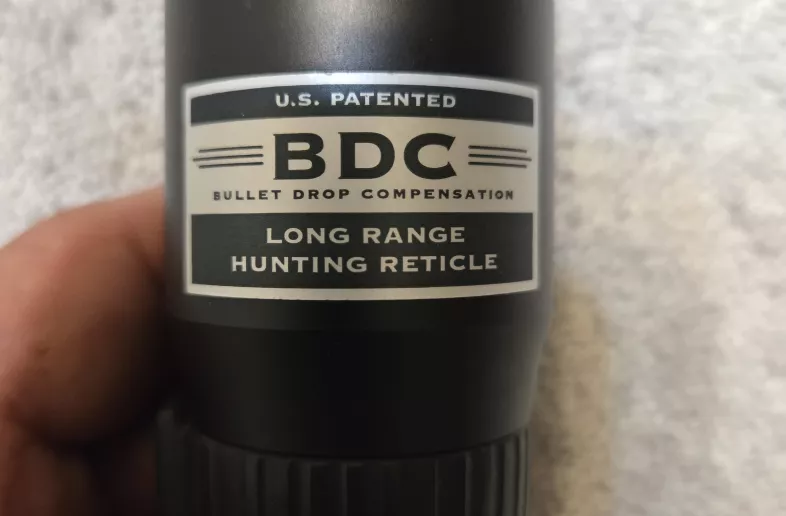 U.S. PATENTED
BDC
BULLET DROP COMPENSATION
LONG RANGE
HUNTING RETICLE